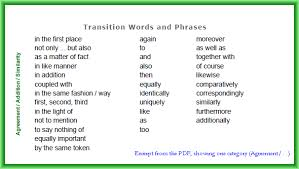 Transition Words and Phrases
Agreement / Addition / Similarity
in the first place
not only ... but also
as a matter of fact
in like manner
in addition
coupled with
in the same fashion / way
first, second, third
in the light of
not to mention
to say nothing of
equally important
by the same token
again
to
and
also
then
equally
identically
uniquely
like
as
too
moreover
as well as
together with
of course
likewise
comparatively
correspondingly
similarly
furthermore
additionally
Excerpt from the PDF, showing one category (Agreement / ... )